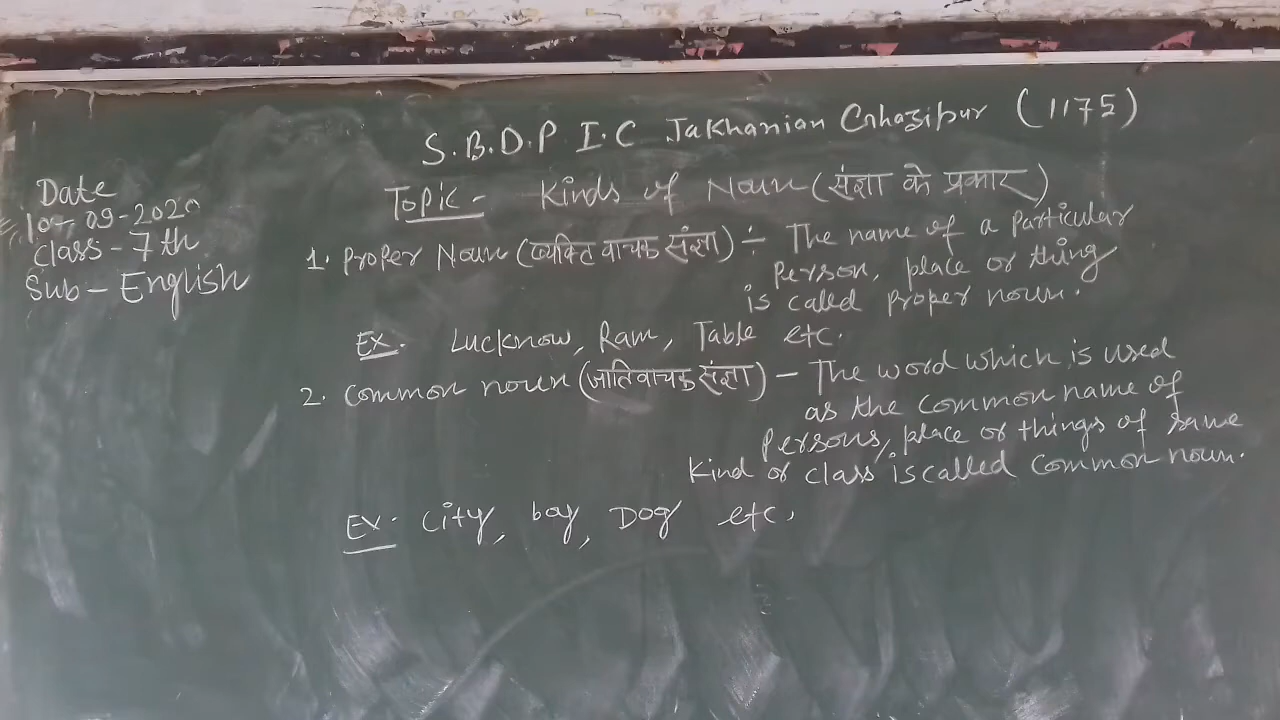 S.B.D.P I.C Jakhanian Ghazipur (1175)
Date
10-09-2020
Class - 7th
Sub - English
Topic - Kinds of Noun (संज्ञा के प्रकार)
1. Proper Noun (व्यक्ति वाचक संज्ञा) ÷ The name of a particular
person, place or thing
is called proper noun.
Ex. Lucknow, Ram, Table etc.
2. Common noun (जातिवाचक संज्ञा) - The word which is used
as the common name of
persons, place or things of same
kind or class is called common noun.
Ex. City, boy, Dog etc.